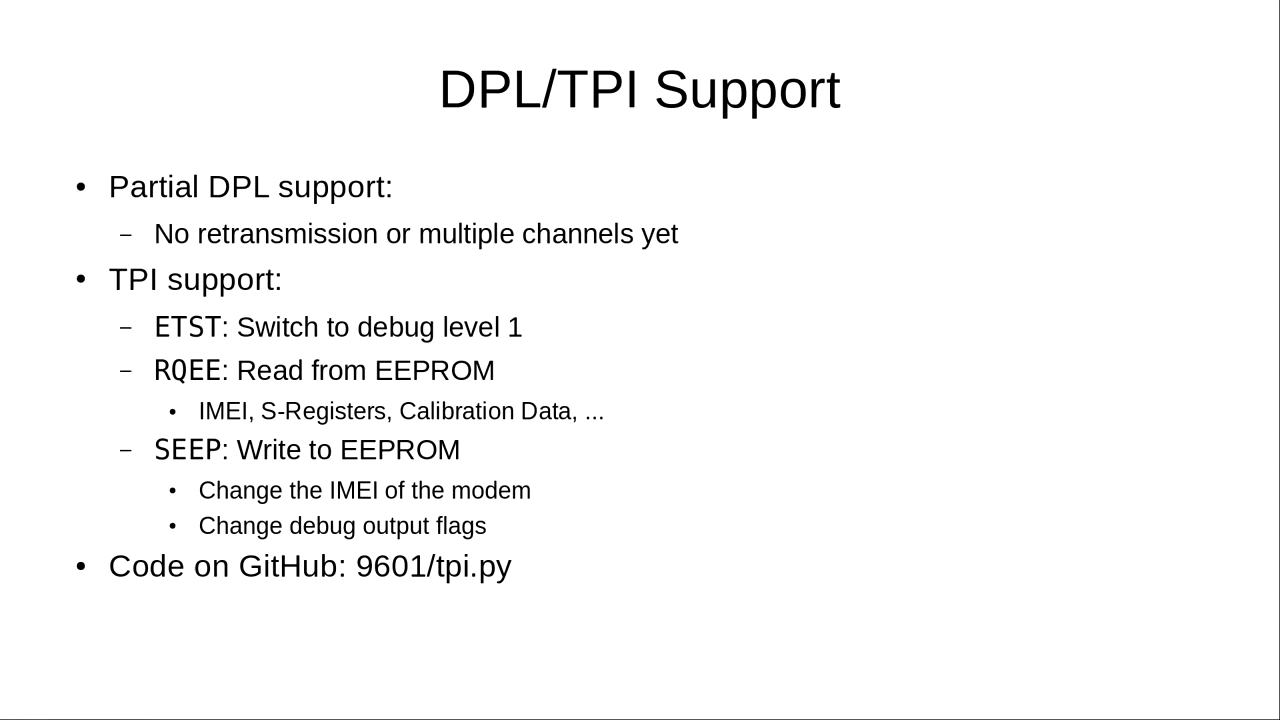 DPL/TPI Support
• Partial DPL support:
– No retransmission or multiple channels yet
• TPI support:
– ETST: Switch to debug level 1
– RQEE: Read from EEPROM
• IMEI, S-Registers, Calibration Data, ...
– SEEP: Write to EEPROM
• Change the IMEI of the modem
• Change debug output flags
• Code on GitHub: 9601/tpi.py